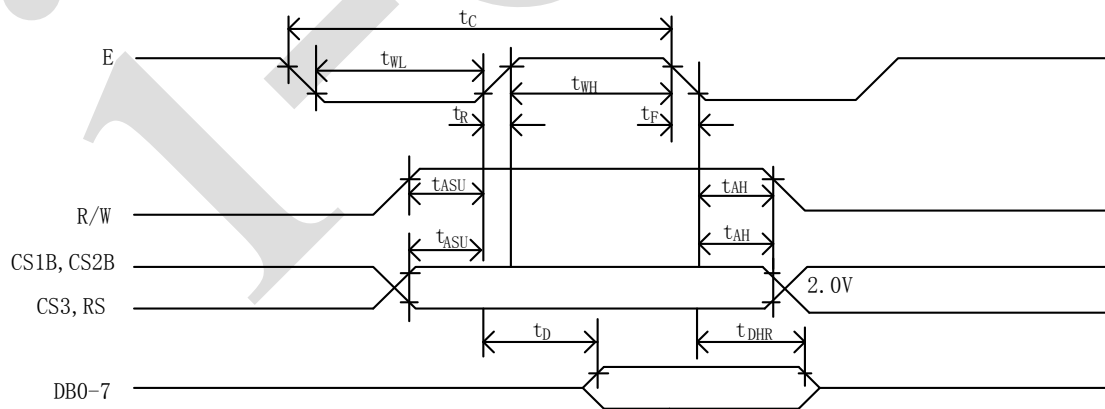 tC
E
tWL
tWH
tR
tF
tASU
tAH
R/W
tASU
tAH
CS1B,CS2B
2.0V
CS3,RS
tD
tDHR
DB0-7